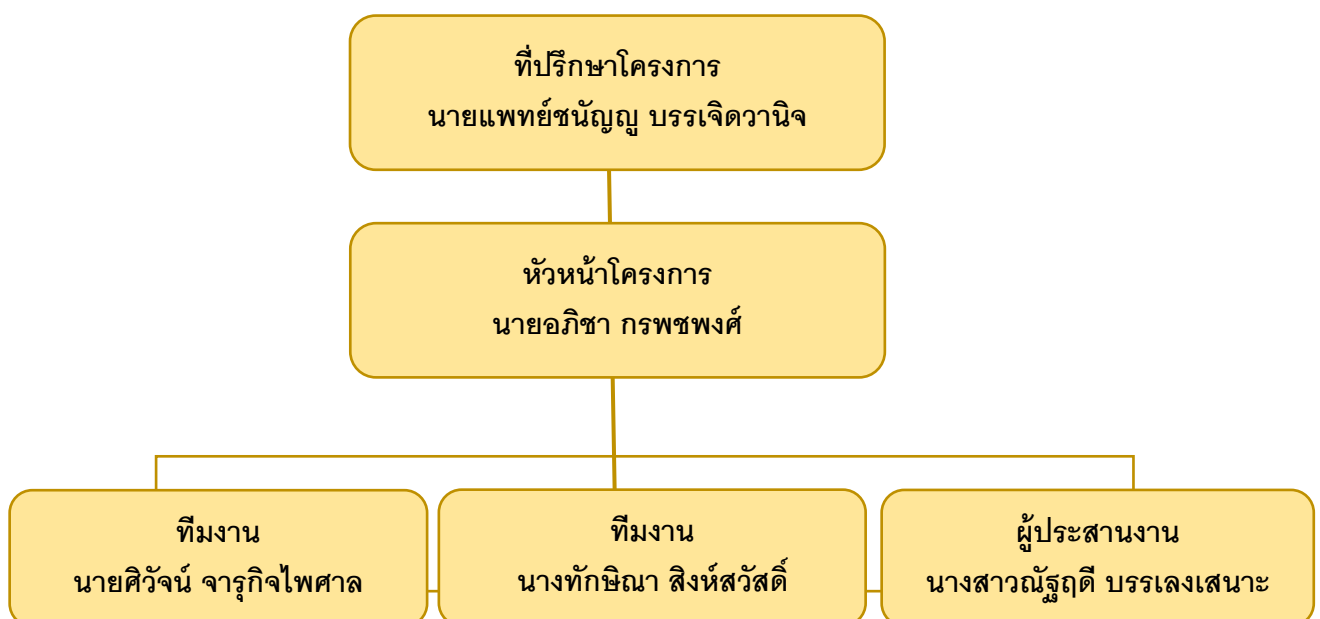 ที่ปรึกษาโครงการ
นายแพทย์ชนัญญู บรรเจิดวานิจ
หัวหน้าโครงการ
นายอภิชา กรพชพงศ์
ทีมงาน
นายศิวัจน์ จารุกิจไพศาล
ทีมงาน
นางทักษิณา สิงห์สวัสดิ์
ผู้ประสานงาน
นางสาวณัฐฤดี บรรเลงเสนาะ